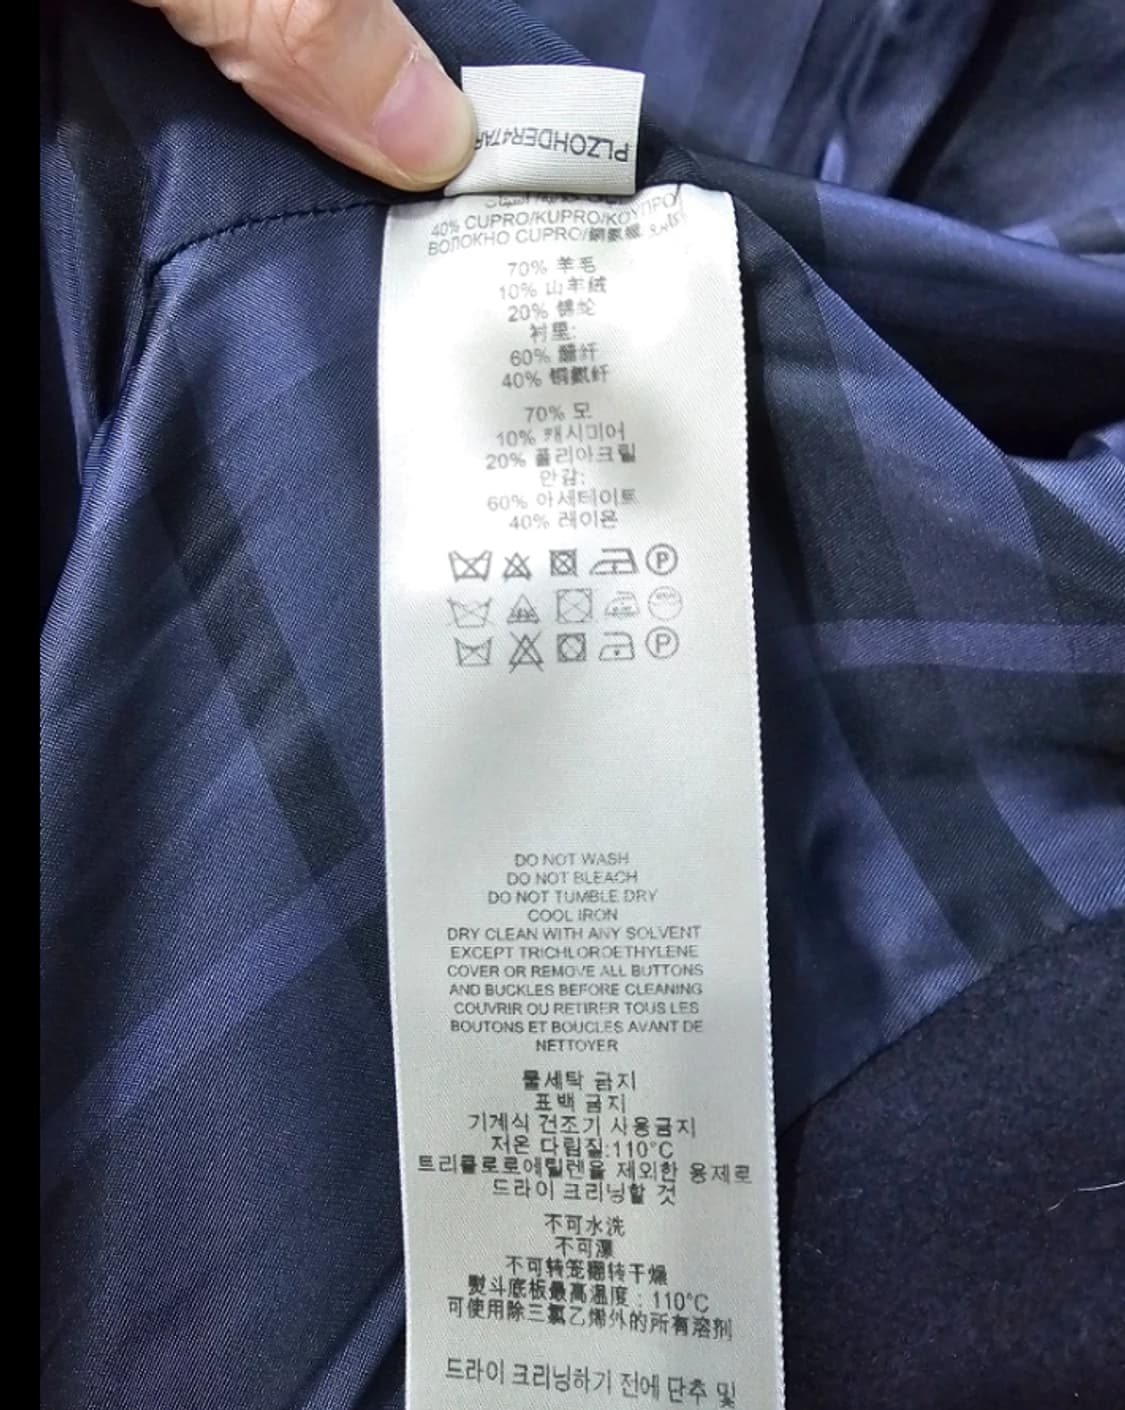 PLZOHDER4TAR
40% CUPRO/KUPRO/ΚΟΥΠΡΟ
ВОЛОКНО CUPRO/銅氨纖
70% 羊毛
10% 山羊绒
20% 锦纶
衬里:
60% 醋纤
40% 铜氨纤
70% 모
10% 캐시미어
20% 폴리아크릴
안감:
60% 아세테이트
40% 레이온
P
P
DO NOT WASH
DO NOT BLEACH
DO NOT TUMBLE DRY
COOL IRON
DRY CLEAN WITH ANY SOLVENT
EXCEPT TRICHLOROETHYLENE
COVER OR REMOVE ALL BUTTONS
AND BUCKLES BEFORE CLEANING
COUVRIR OU RETIRER TOUS LES
BOUTONS ET BOUCLES AVANT DE
NETTOYER
물세탁 금지
표백 금지
기계식 건조기 사용금지
저온 다림질:110°C
트리클로로에틸렌을 제외한 용제로
드라이 크리닝할 것
不可水洗
不可漂
不可转笼翻转干燥
熨斗底板最高温度：110°C
可使用除三氯乙烯外的所有溶剂
드라이 크리닝하기 전에 단추 및